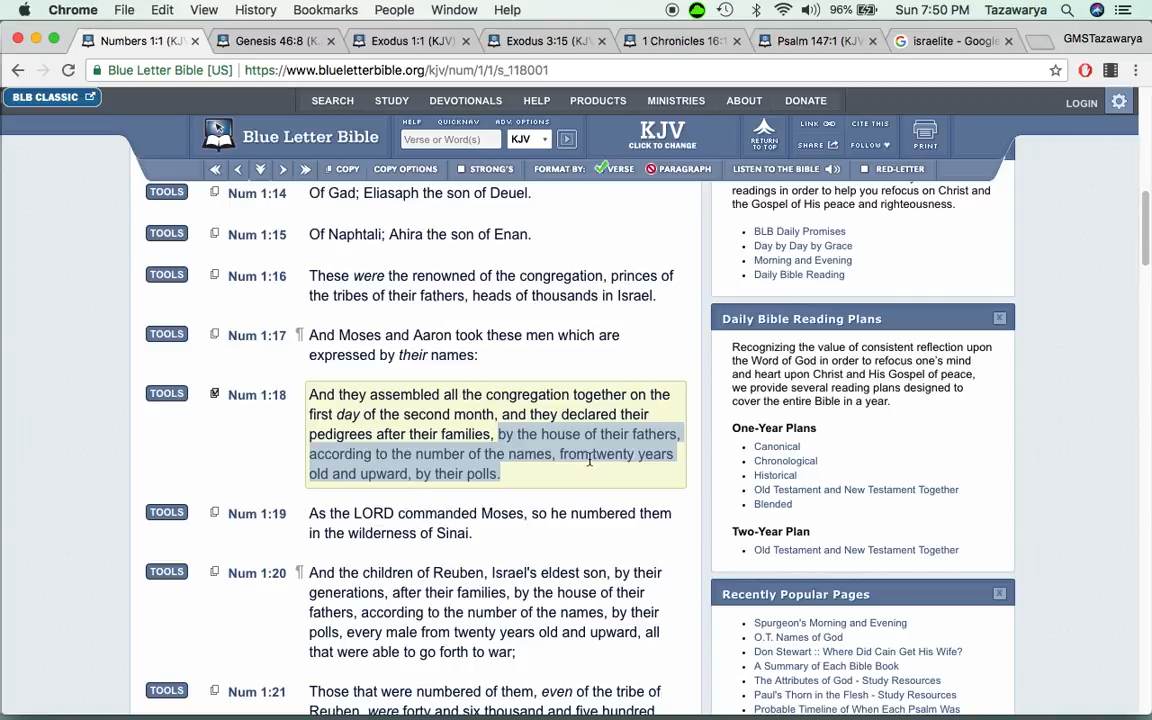 Chrome File Edit View History Bookmarks People Window Help 96% Sun 7:50 PM Tazawarya
Numbers 1:1 (KJV × Genesis 46:8 (KJ × Exodus 1:1 (KJV) × Exodus 3:15 (KJV × 1 Chronicles 16: × Psalm 147:1 (KJV × israelite - Google × GMSTazawarya
Blue Letter Bible [US] https://www.blueletterbible.org/kjv/num/1/1/s_118001
BLB CLASSIC
SEARCH STUDY DEVOTIONALS HELP PRODUCTS MINISTRIES ABOUT DONATE LOGIN
Blue Letter Bible
HELP QUICKNAV ADV. OPTIONS
Verse or Word(s) KJV
KJV
CLICK TO CHANGE
RETURN TO TOP
LINK CITE THIS
SHARE FOLLOW
PRINT
COPY COPY OPTIONS STRONG'S FORMAT BY: VERSE PARAGRAPH LISTEN TO THE BIBLE RED-LETTER
TOOLS Num 1:14 Of Gad; Eliasaph the son of Deuel.
TOOLS Num 1:15 Of Naphtali; Ahira the son of Enan.
TOOLS Num 1:16 These were the renowned of the congregation, princes of
the tribes of their fathers, heads of thousands in Israel.
TOOLS Num 1:17 ¶ And Moses and Aaron took these men which are
expressed by their names:
TOOLS Num 1:18 And they assembled all the congregation together on the
first day of the second month, and they declared their
pedigrees after their families, by the house of their fathers,
according to the number of the names, from twenty years
old and upward, by their polls.
TOOLS Num 1:19 As the LORD commanded Moses, so he numbered them
in the wilderness of Sinai.
TOOLS Num 1:20 ¶ And the children of Reuben, Israel's eldest son, by their
generations, after their families, by the house of their
fathers, according to the number of the names, by their
polls, every male from twenty years old and upward, all
that were able to go forth to war;
TOOLS Num 1:21 Those that were numbered of them, even of the tribe of
Reuben, were forty and six thousand and five hundred.
readings in order to help you refocus on Christ and
the Gospel of His peace and righteousness.
• BLB Daily Promises
• Day by Day by Grace
• Morning and Evening
• Daily Bible Reading
Daily Bible Reading Plans x
Recognizing the value of consistent reflection upon
the Word of God in order to refocus one's mind
and heart upon Christ and His Gospel of peace,
we provide several reading plans designed to
cover the entire Bible in a year.
One-Year Plans
• Canonical
• Chronological
• Historical
• Old Testament and New Testament Together
• Blended
Two-Year Plan
• Old Testament and New Testament Together
Recently Popular Pages x
• Spurgeon's Morning and Evening
• O.T. Names of God
• Don Stewart :: Where Did Cain Get His Wife?
• A Summary of Each Bible Book
• The Attributes of God - Study Resources
• Paul's Thorn in the Flesh - Study Resources
• Probable Timeline of When Each Psalm Was